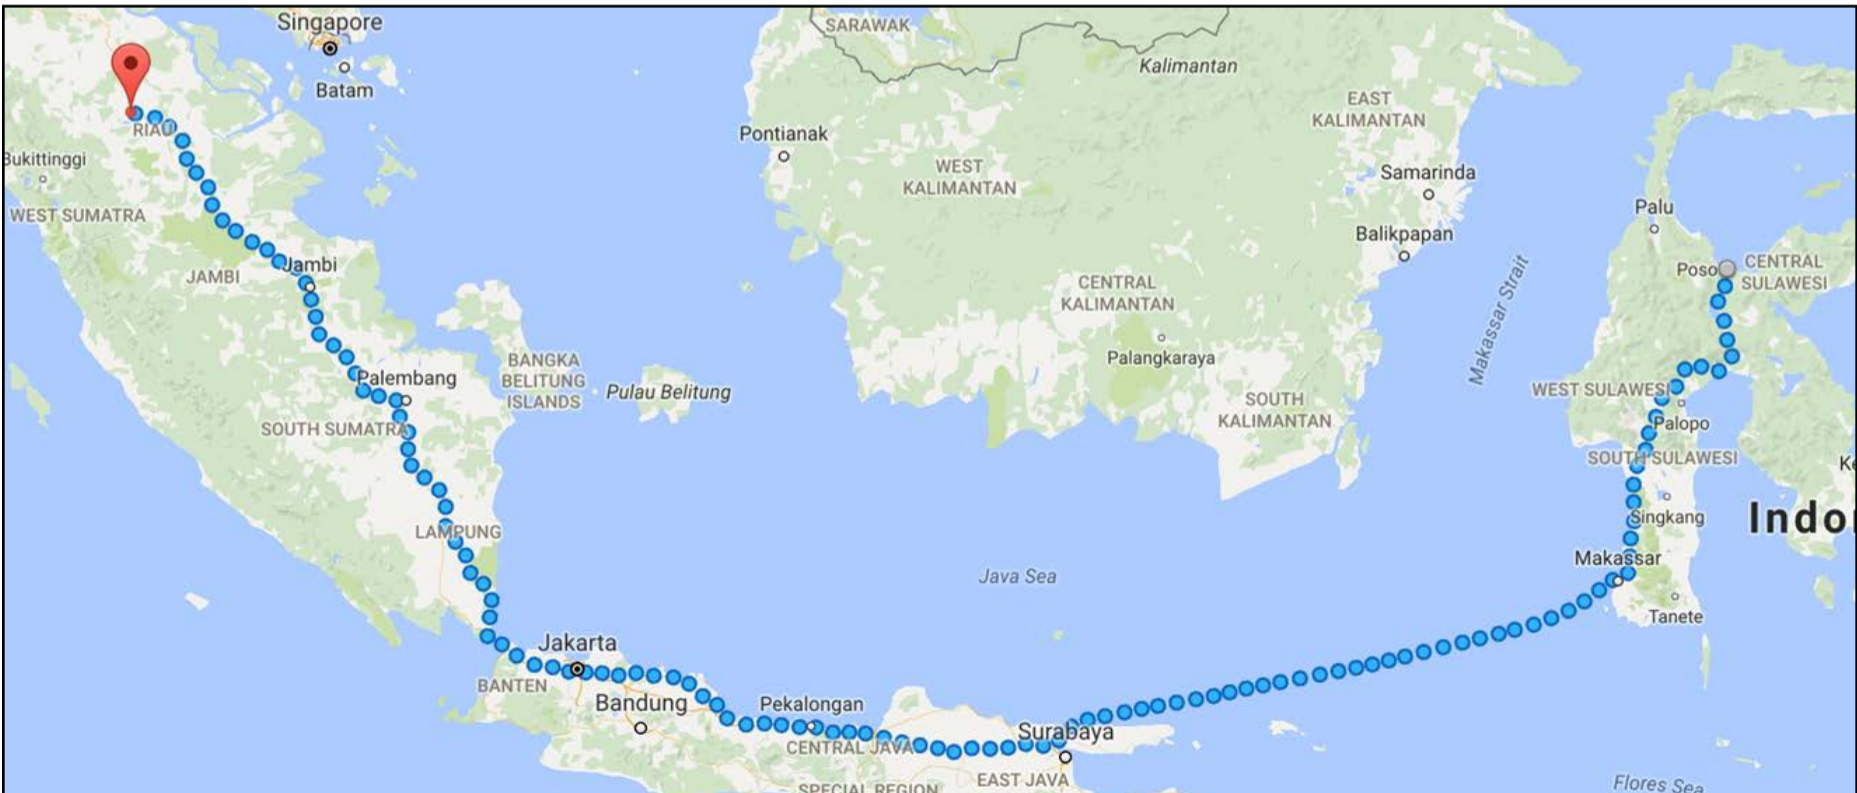 Singapore
SARAWAK
Kalimantan
Batam
EAST
KALIMANTAN
RIAU
Pontianak
Bukittinggi
WEST
KALIMANTAN
Samarinda
WEST SUMATRA
Palu
Balikpapan
Jambi
JAMBI
Poso
CENTRAL
SULAWESI
CENTRAL
KALIMANTAN
Makassar Strait
Palangkaraya
BANGKA
BELITUNG
ISLANDS
Palembang
Pulau Belitung
WEST SULAWESI
SOUTH
KALIMANTAN
SOUTH SUMATRA
Palopo
SOUTH SULAWESI
Ke
Singkang
Indo
LAMPUNG
Makassar
Java Sea
Tanete
Jakarta
BANTEN
Bandung
Pekalongan
Surabaya
CENTRAL JAVA
EAST JAVA
SPECIAL REGION
Flores Sea